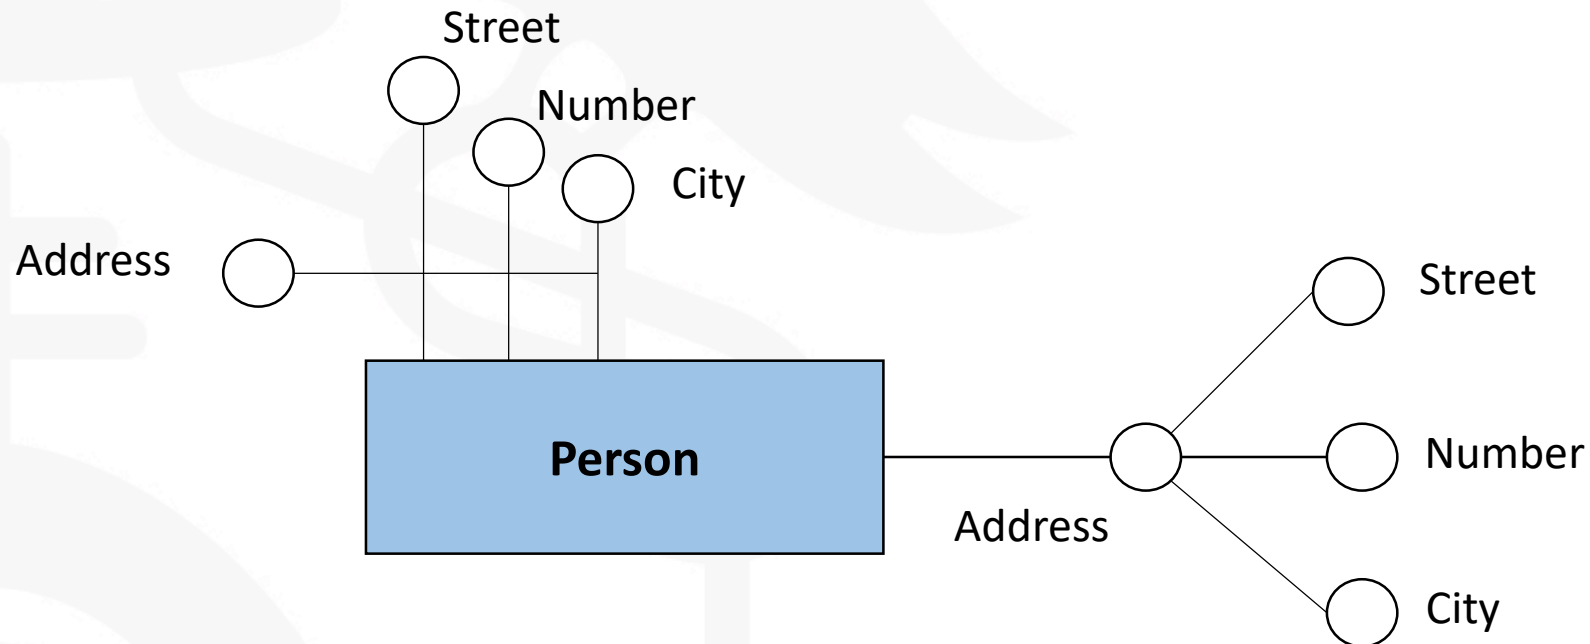 Street
Number
City
Address
Street
Person
Number
Address
City